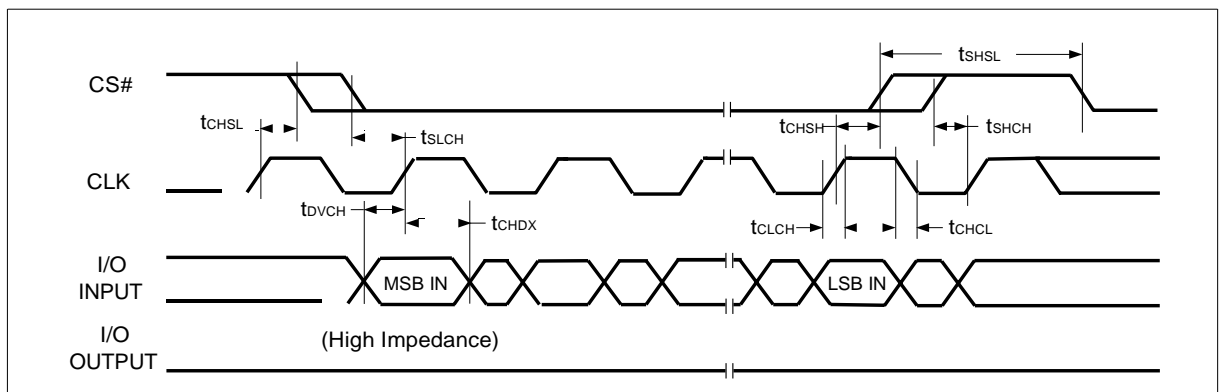 tSHSL
CS#
tCHSL
tSLCH
tCHSH
tSHCH
CLK
tDVCH
tCHDX
tCLCH
tCHCL
I/O
INPUT
MSB IN
LSB IN
(High Impedance)
I/O
OUTPUT